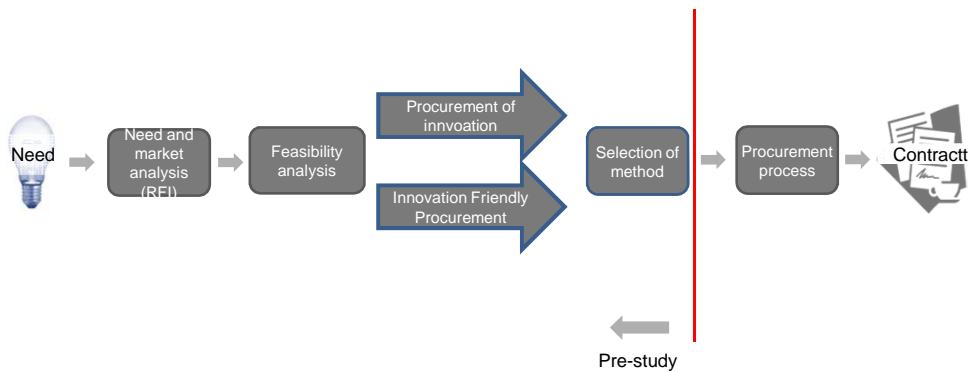 Need
Need and
market
analysis
(RFI)
Feasibility
analysis
Procurement of
innvoation
Innovation Friendly
Procurement
Selection of
method
Procurement
process
Contractt
Pre-study